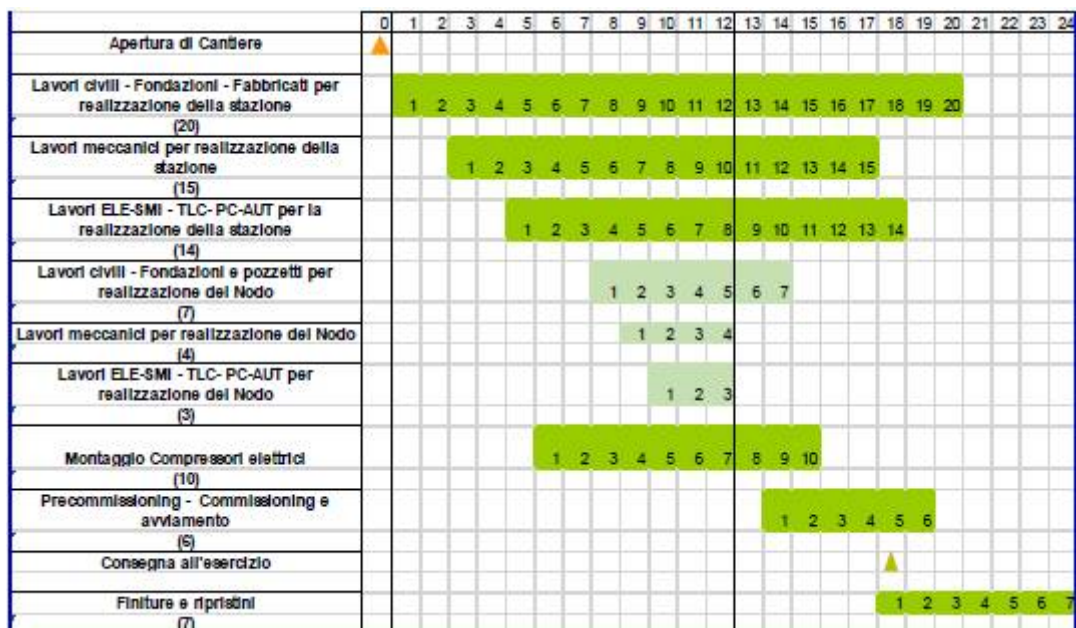 0 1 2 3 4 5 6 7 8 9 10 11 12 13 14 15 16 17 18 19 20 21 22 23 24
Apertura di Cantiere
Lavori civili - Fondazioni - Fabbricati per
realizzazione della stazione
1 2 3 4 5 6 7 8 9 10 11 12 13 14 15 16 17 18 19 20
(20)
Lavori meccanici per realizzazione della
stazione
1 2 3 4 5 6 7 8 9 10 11 12 13 14 15
(15)
Lavori ELE-SMI - TLC- PC-AUT per la
realizzazione della stazione
1 2 3 4 5 6 7 8 9 10 11 12 13 14
(14)
Lavori civili - Fondazioni e pozzetti per
realizzazione del Nodo
1 2 3 4 5 6 7
(7)
Lavori meccanici per realizzazione del Nodo
1 2 3 4
(4)
Lavori ELE-SMI - TLC- PC-AUT per
realizzazione del Nodo
1 2 3
(3)
Montaggio Compressori elettrici
1 2 3 4 5 6 7 8 9 10
(10)
Precommissioning - Commissioning e
avviamento
1 2 3 4 5 6
(6)
Consegna all'esercizio
Finiture e ripristini
1 2 3 4 5 6 7
(7)